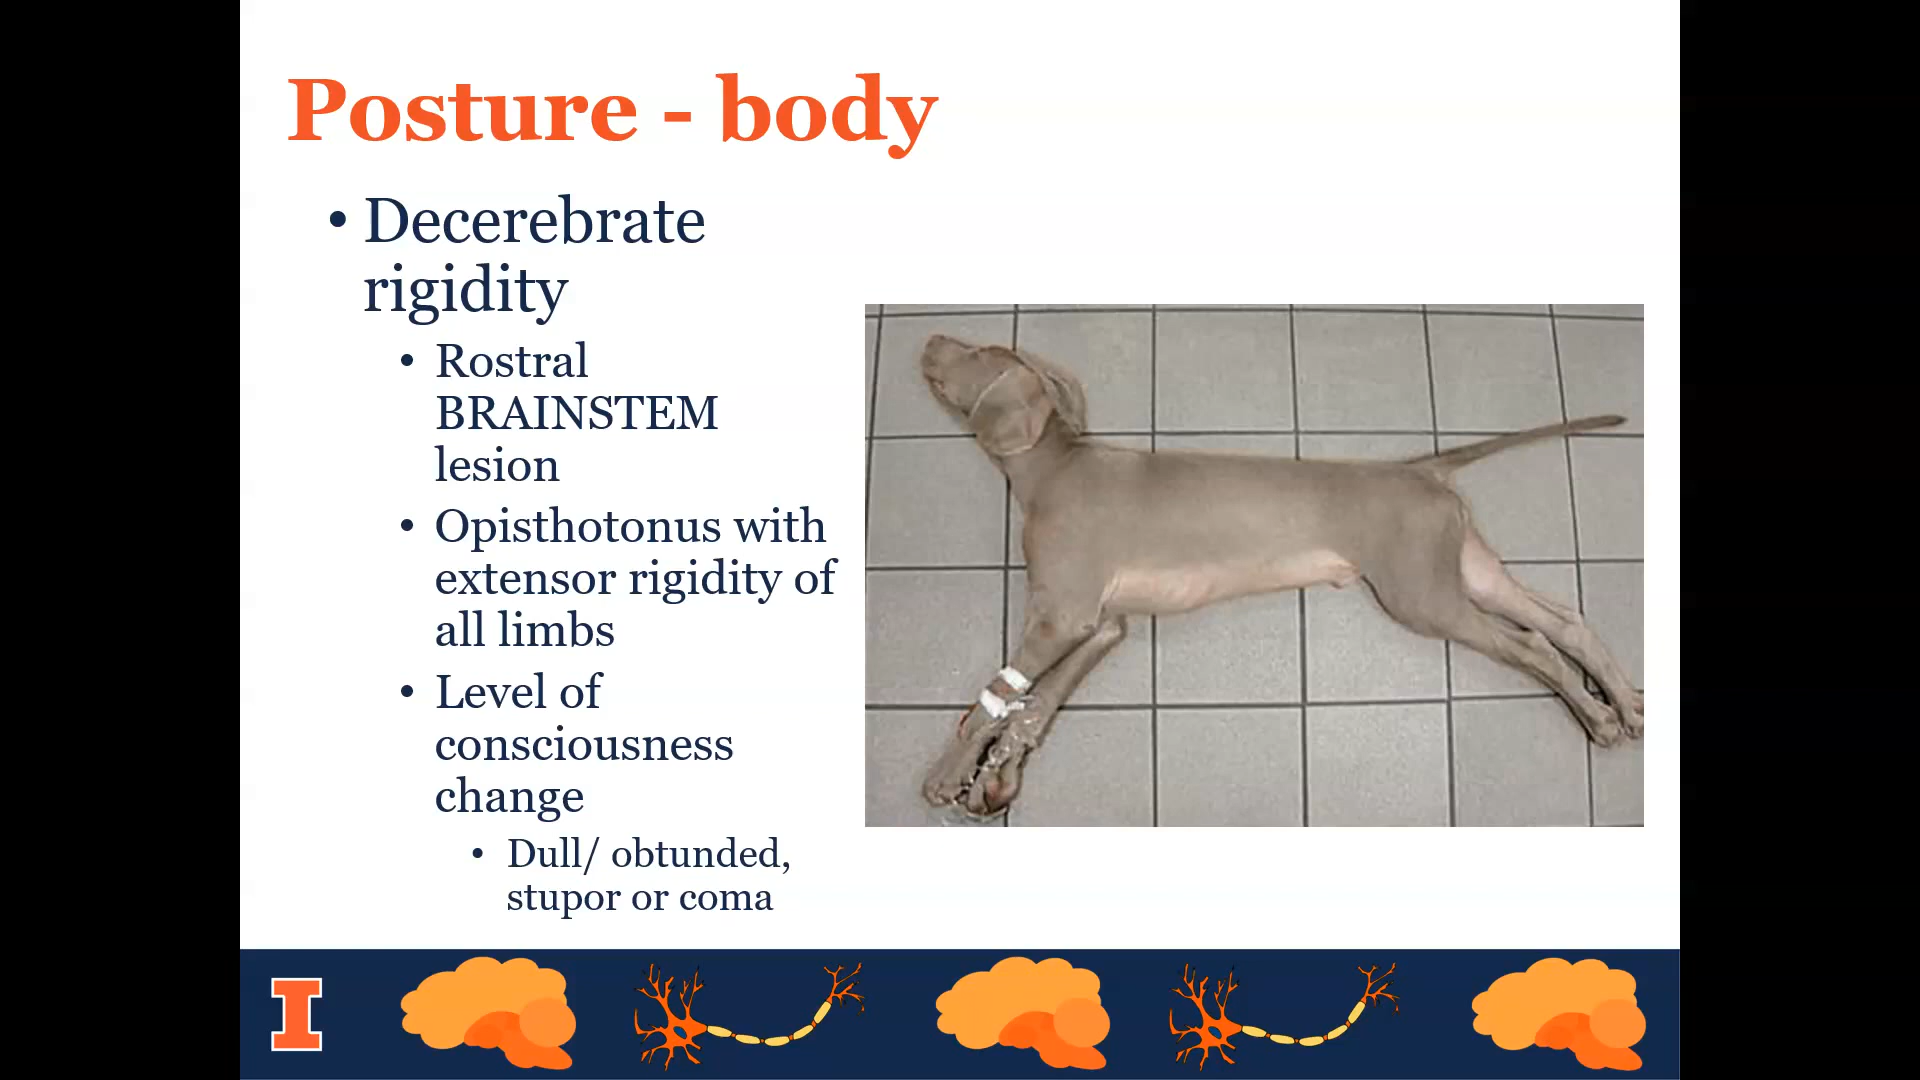 Posture - body
• Decerebrate
rigidity
• Rostral
BRAINSTEM
lesion
• Opisthotonus with
extensor rigidity of
all limbs
• Level of
consciousness
change
• Dull/ obtunded,
stupor or coma
I